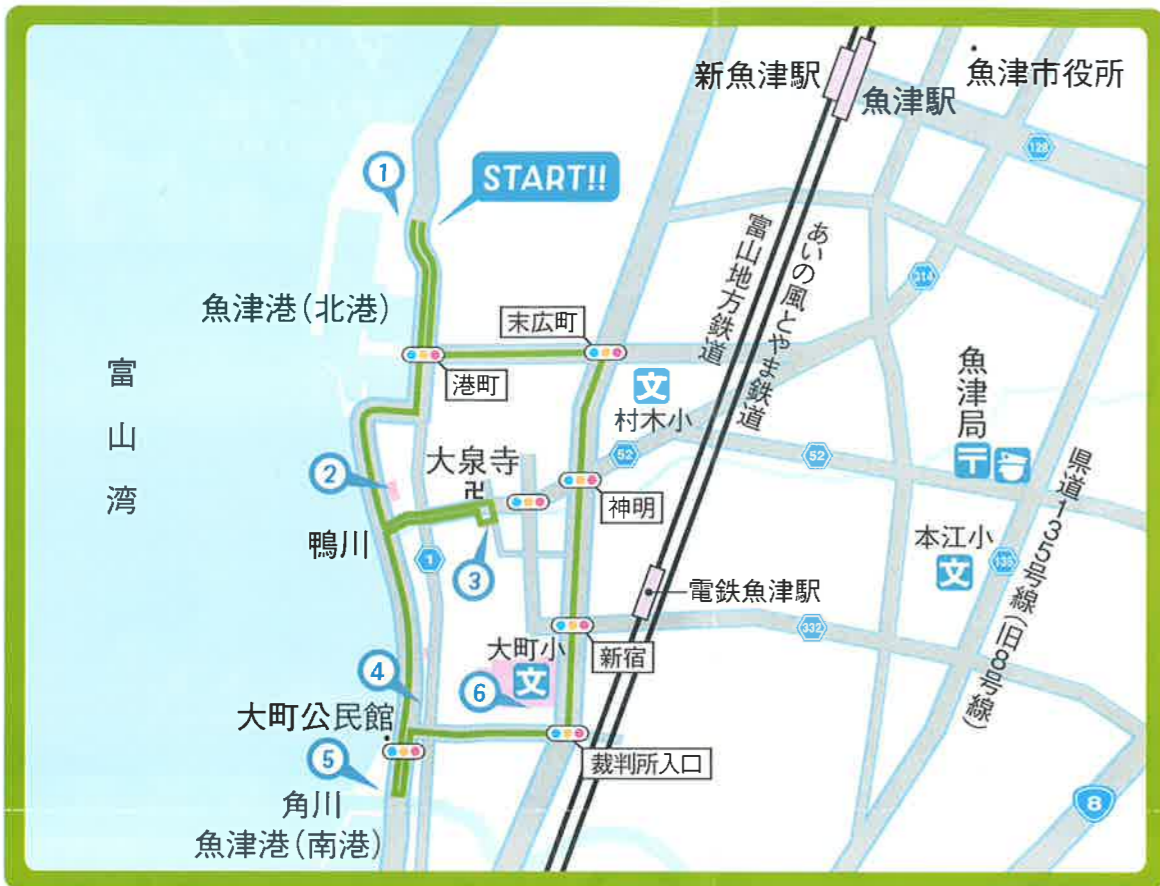 新魚津駅
魚津市役所
魚津駅
128
1
START!!
富山地方鉄道
あいの風とやま鉄道
314
魚津港(北港)
末広町
港町
富山湾
文
村木小
魚津局
〒
52
52
大泉寺
卍
2
神明
県道135号線(旧8号線)
鴨川
1
3
本江小
文
135
電鉄魚津駅
332
新宿
大町小
文
4
6
大町公民館
裁判所入口
5
角川
魚津港(南港)
8